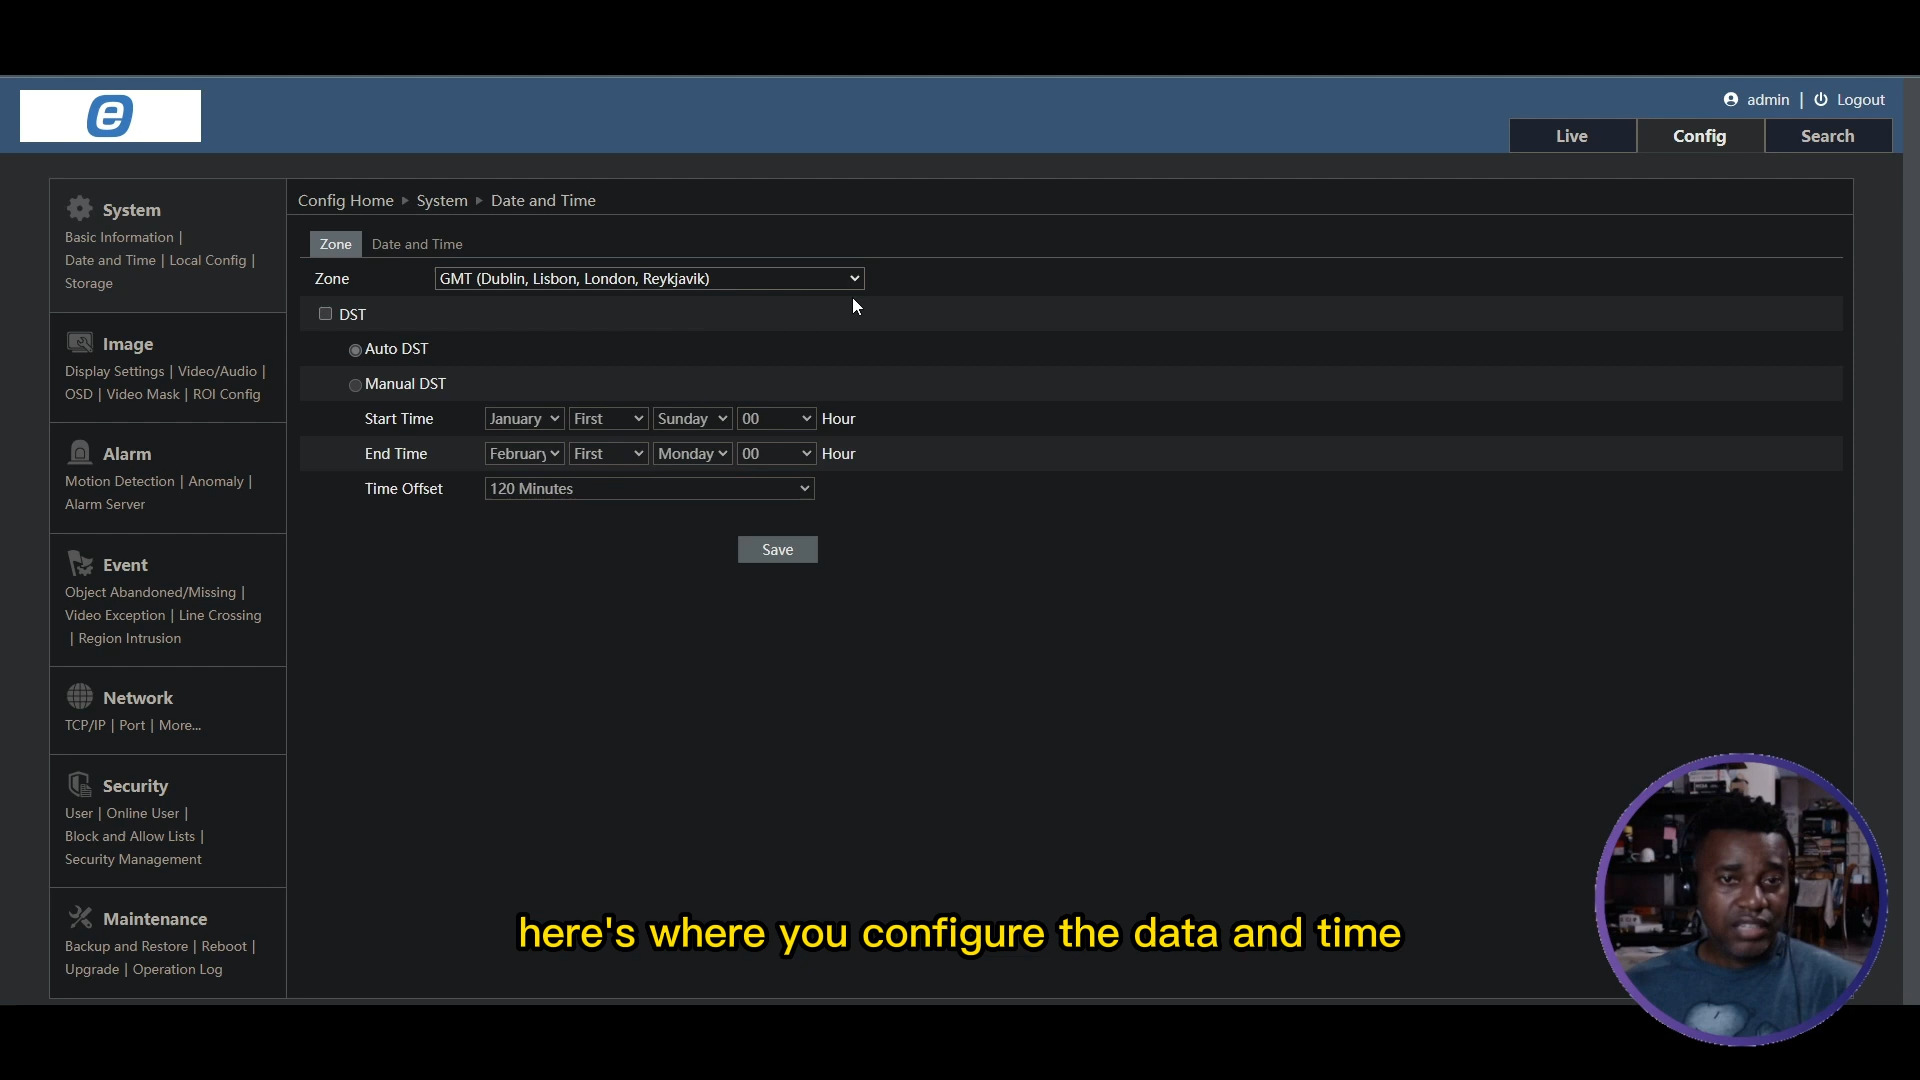 e
admin | Logout
Live Config Search
System
Basic Information |
Date and Time | Local Config |
Storage
Image
Display Settings | Video/Audio |
OSD | Video Mask | ROI Config
Alarm
Motion Detection | Anomaly |
Alarm Server
Event
Object Abandoned/Missing |
Video Exception | Line Crossing
| Region Intrusion
Network
TCP/IP | Port | More...
Security
User | Online User |
Block and Allow Lists |
Security Management
Maintenance
Backup and Restore | Reboot |
Upgrade | Operation Log
Config Home ▸ System ▸ Date and Time
Zone Date and Time
Zone GMT (Dublin, Lisbon, London, Reykjavik)
DST
Auto DST
Manual DST
Start Time January First Sunday 00 Hour
End Time February First Monday 00 Hour
Time Offset 120 Minutes
Save
here's where you configure the data and time